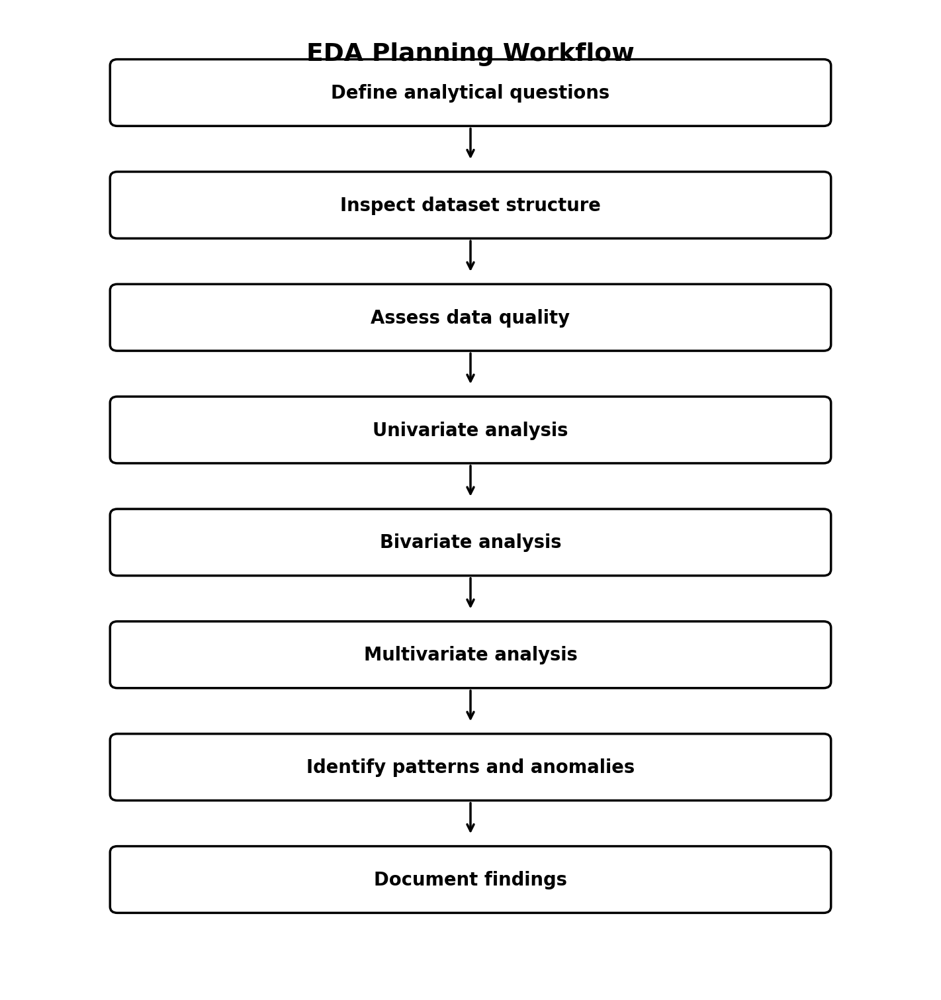 EDA Planning Workflow
Define analytical questions
Inspect dataset structure
Assess data quality
Univariate analysis
Bivariate analysis
Multivariate analysis
Identify patterns and anomalies
Document findings